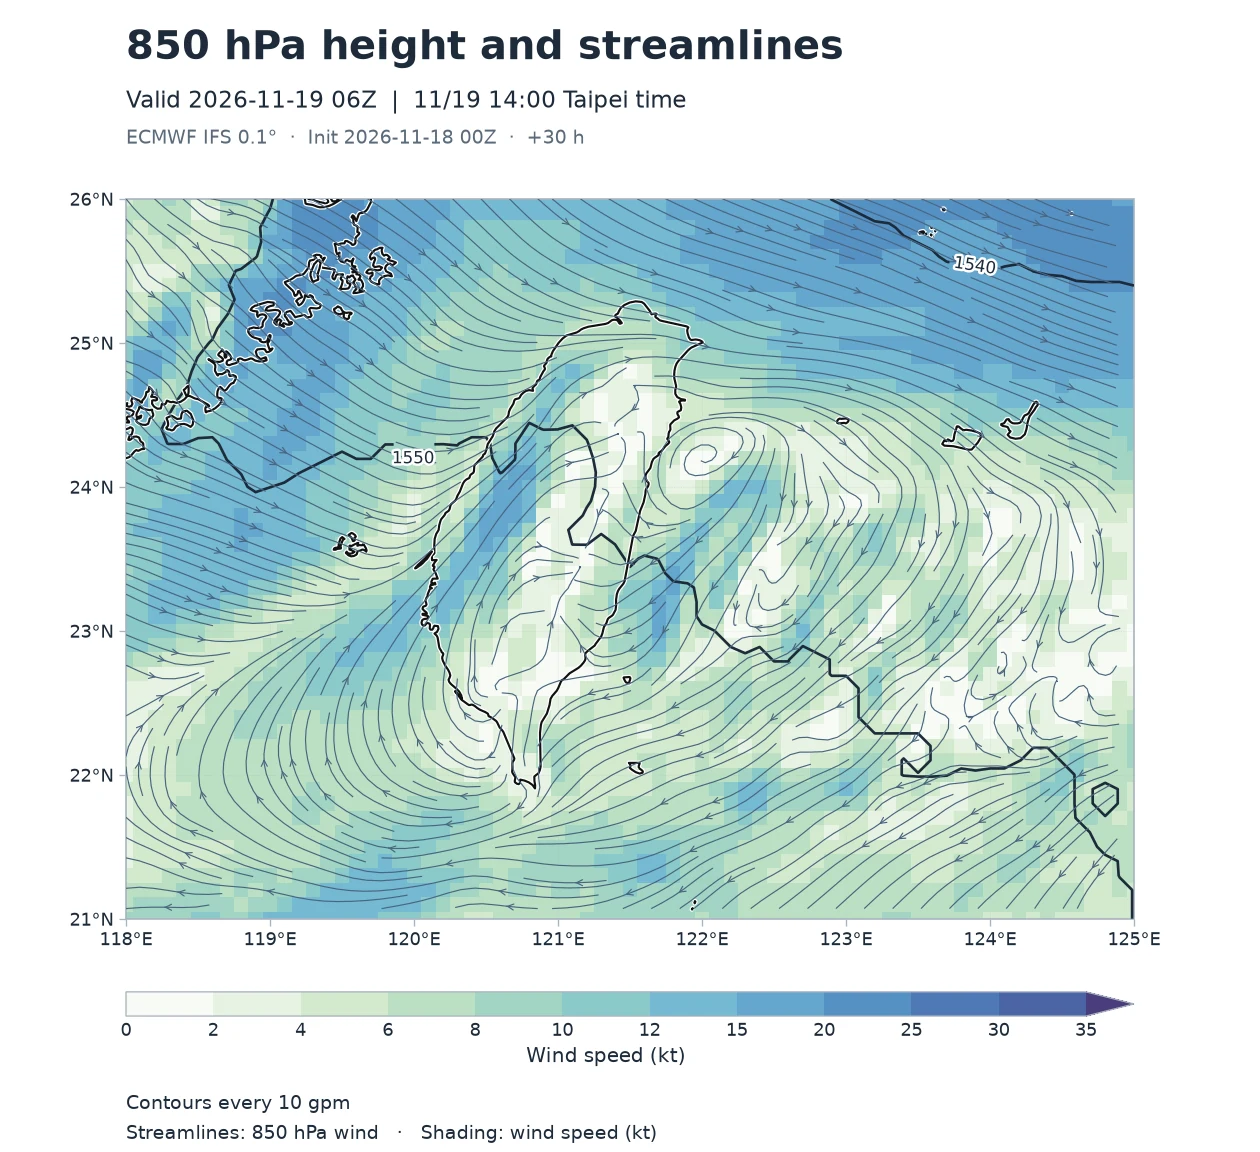 850 hPa height and streamlines
Valid 2026-11-19 06Z | 11/19 14:00 Taipei time
ECMWF IFS 0.1° · Init 2026-11-18 00Z · +30 h
26°N
1540
25°N
1550
24°N
23°N
22°N
21°N
118°E 119°E 120°E 121°E 122°E 123°E 124°E 125°E
0 2 4 6 8 10 12 15 20 25 30 35
Wind speed (kt)
Contours every 10 gpm
Streamlines: 850 hPa wind · Shading: wind speed (kt)